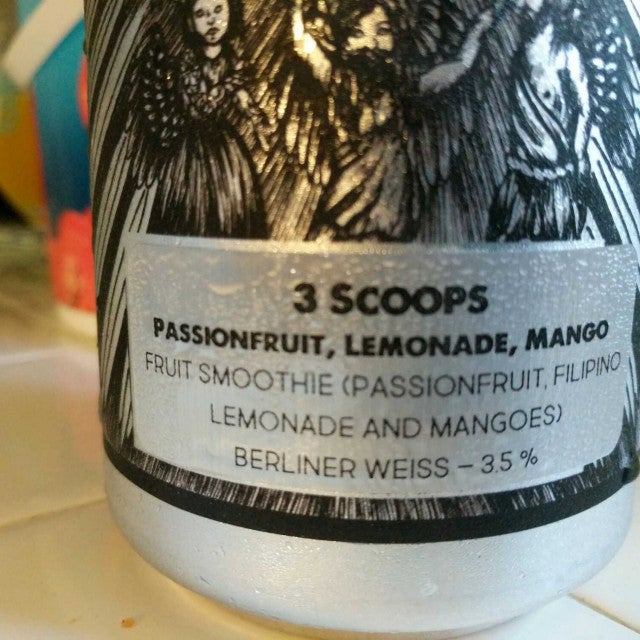 3 SCOOPS
PASSIONFRUIT, LEMONADE, MANGO
FRUIT SMOOTHIE (PASSIONFRUIT, FILIPINO
LEMONADE AND MANGOES)
BERLINER WEISS – 3.5 %